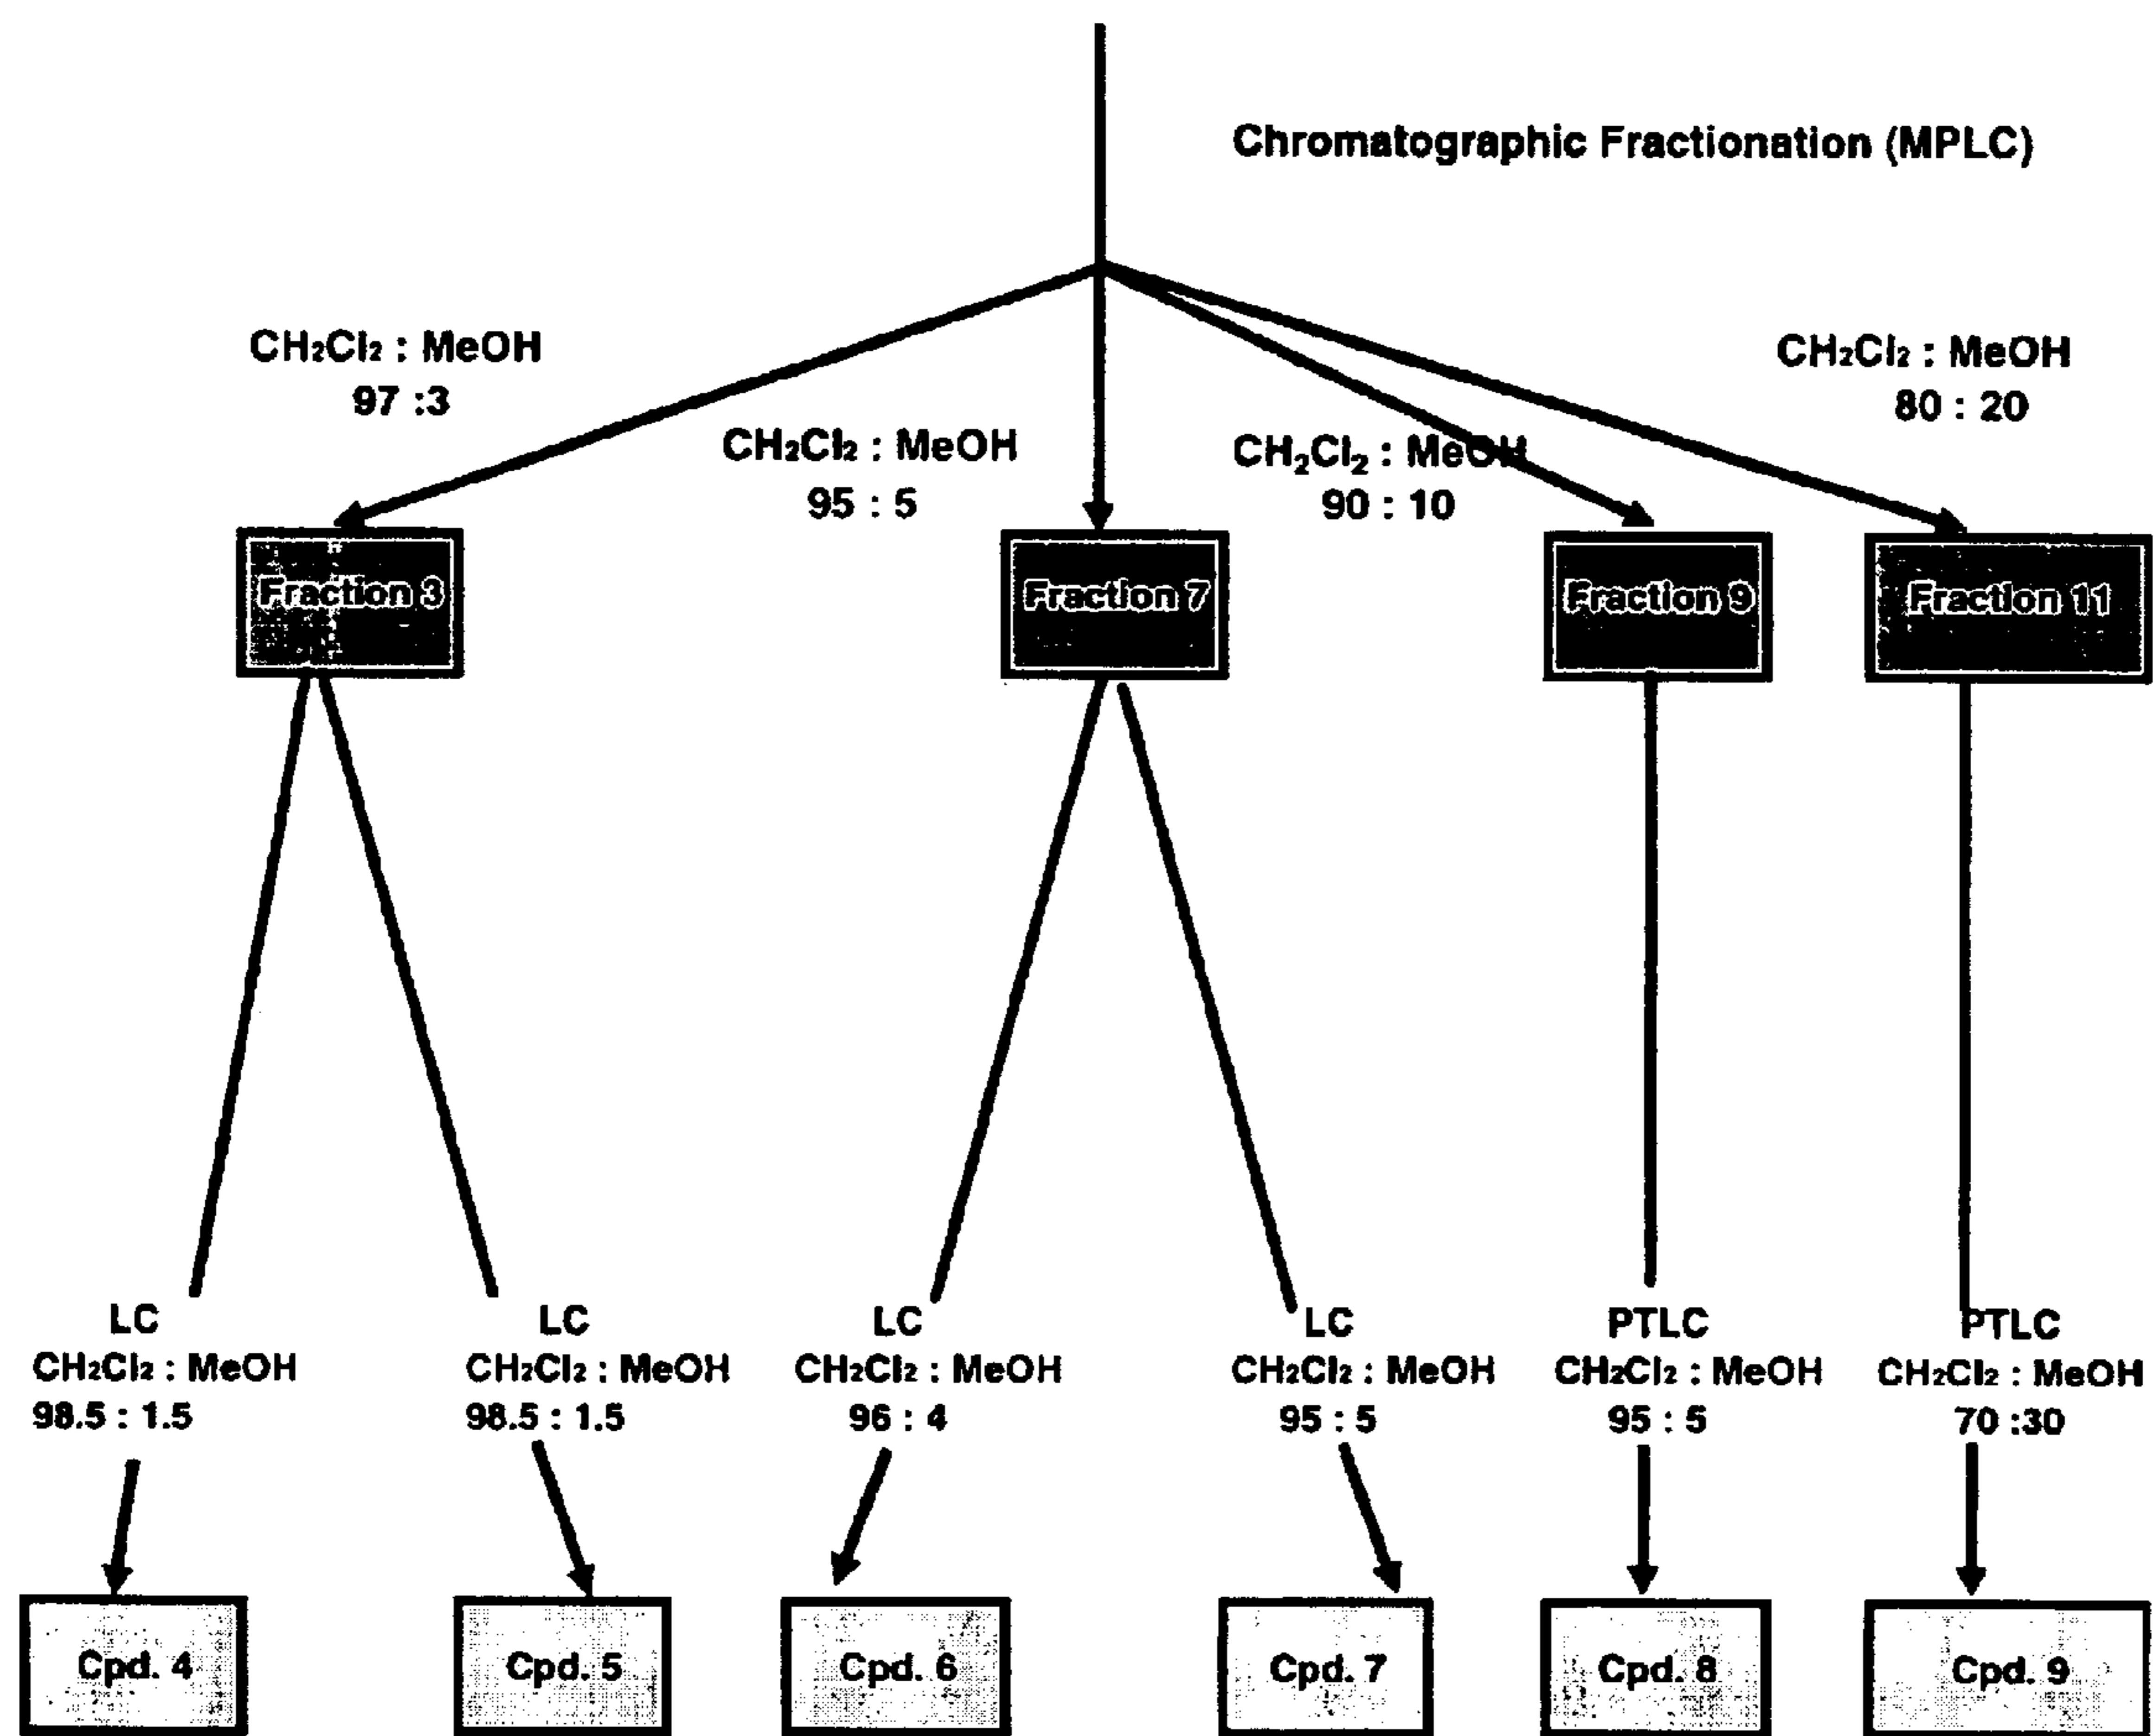 Chromatographic Fractionation (MPLC)
CH₂Cl₂ : MeOH
97 :3
CH₂Cl₂ : MeOH
95 : 5
CH₂Cl₂ : MeOH
90 : 10
CH₂Cl₂ : MeOH
80 : 20
Fraction 3
Fraction 7
Fraction 9
Fraction 11
LC
CH₂Cl₂ : MeOH
98.5 : 1.5
LC
CH₂Cl₂ : MeOH
98.5 : 1.5
LC
CH₂Cl₂ : MeOH
96 : 4
LC
CH₂Cl₂ : MeOH
95 : 5
PTLC
CH₂Cl₂ : MeOH
95 : 5
PTLC
CH₂Cl₂ : MeOH
70 :30
Cpd. 4
Cpd. 5
Cpd. 6
Cpd. 7
Cpd. 8
Cpd. 9